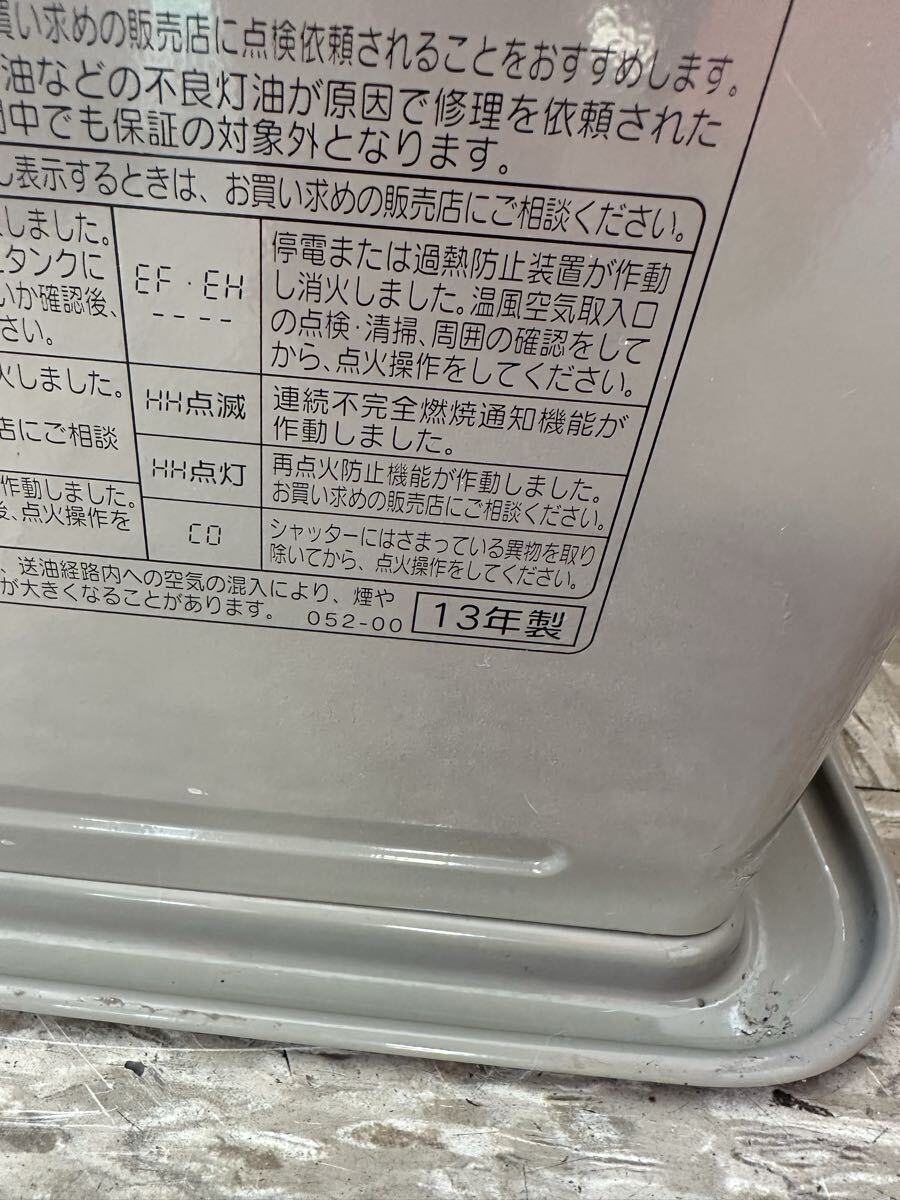 買い求めの販売店に点検依頼されることをおすすめします。
油などの不良灯油が原因で修理を依頼された
間中でも保証の対象外となります。
し表示するときは、お買い求めの販売店にご相談ください。
しました。
タンクに
いか確認後、
さい。
EF・EH
----
停電または過熱防止装置が作動
し消火しました。温風空気取入口
の点検・清掃、周囲の確認をして
から、点火操作をしてください。
火しました。
店にご相談
HH点滅
連続不完全燃焼通知機能が
作動しました。
作動しました。
後、点火操作を
HH点灯
再点火防止機能が作動しました。
お買い求めの販売店にご相談ください。
CO
シャッターにはさまっている異物を取り
除いてから、点火操作をしてください。
、送油経路内への空気の混入により、煙や
が大きくなることがあります。 052-00 13年製